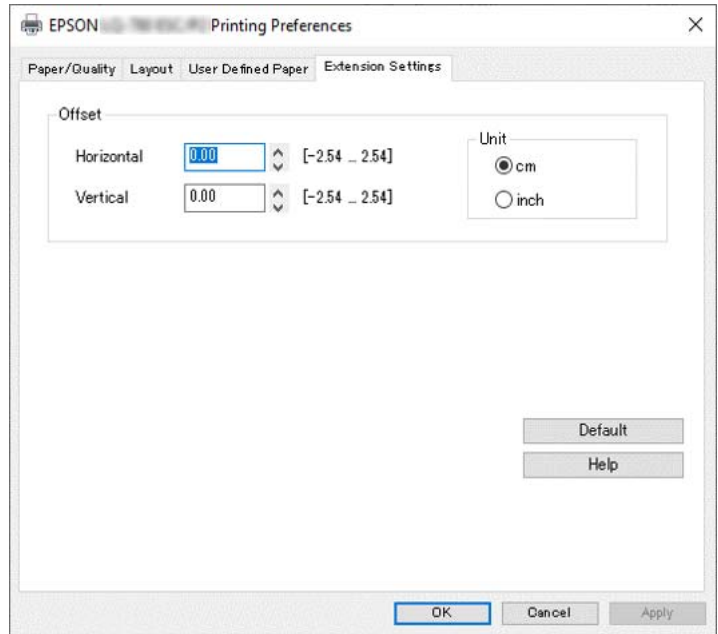 EPSON Printing Preferences
Paper/Quality Layout User Defined Paper Extension Settings
Offset
Unit
Horizontal 0.00 [-2.54 .. 2.54]
cm
Vertical 0.00 [-2.54 .. 2.54]
inch
Default
Help
OK Cancel Apply